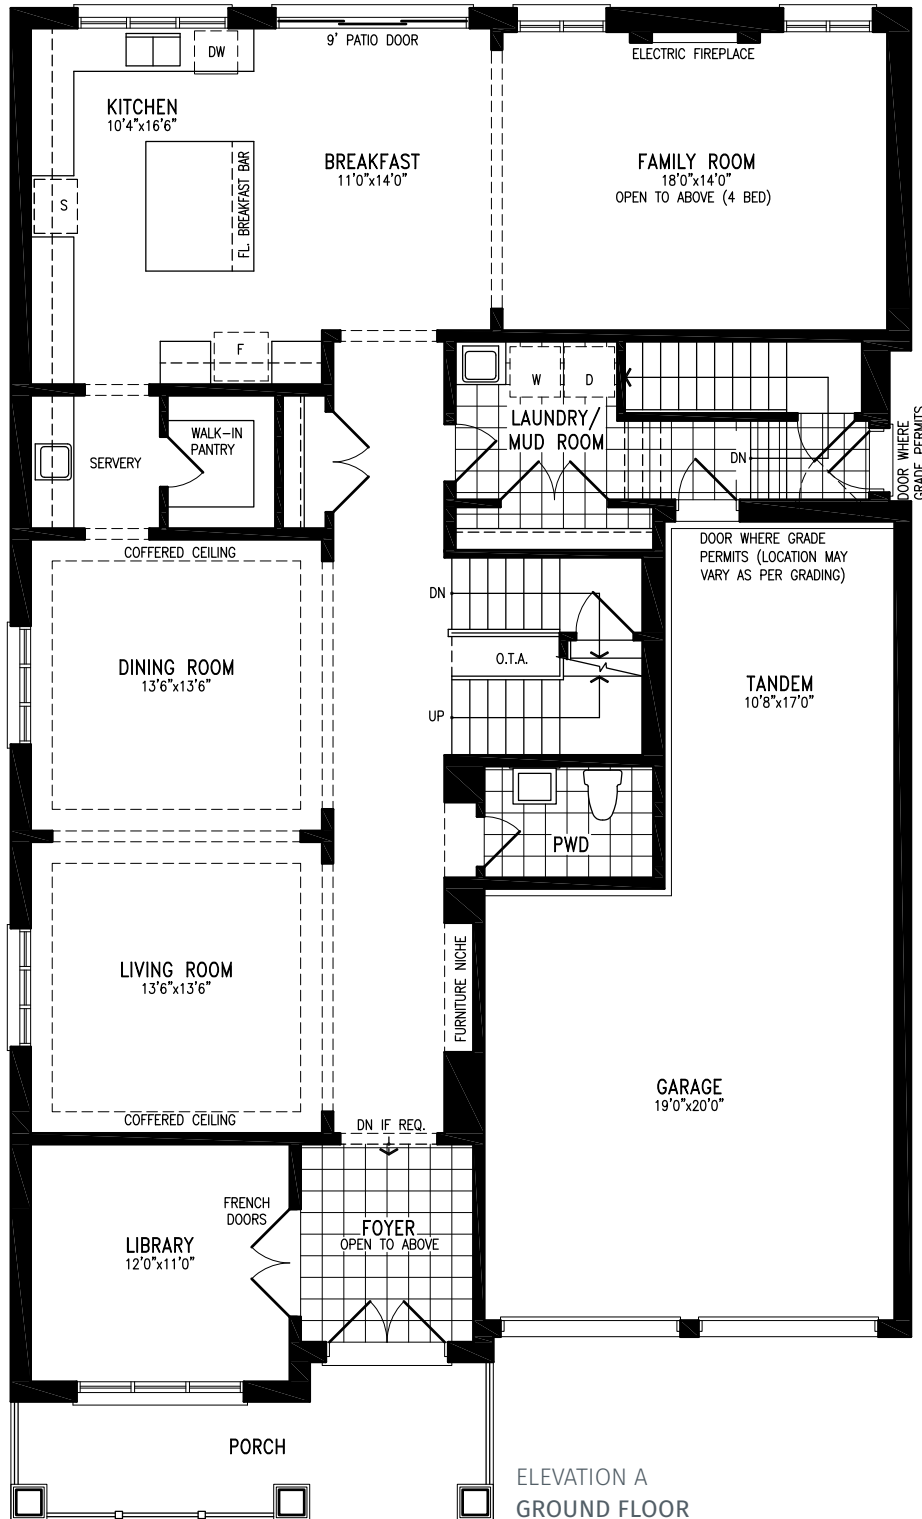 9' PATIO DOOR
DW
ELECTRIC FIREPLACE
KITCHEN
10'4"x16'6"
BREAKFAST
11'0"x14'0"
FAMILY ROOM
18'0"x14'0"
OPEN TO ABOVE (4 BED)
S
FL. BREAKFAST BAR
F
W
D
LAUNDRY/
MUD ROOM
WALK-IN
PANTRY
SERVERY
DN
DOOR WHERE
GRADE PERMITS
COFFERED CEILING
DOOR WHERE GRADE
PERMITS (LOCATION MAY
VARY AS PER GRADING)
DN
O.T.A.
UP
DINING ROOM
13'6"x13'6"
TANDEM
10'8"x17'0"
PWD
LIVING ROOM
13'6"x13'6"
FURNITURE NICHE
GARAGE
19'0"x20'0"
COFFERED CEILING
DN IF REQ.
FRENCH
DOORS
FOYER
OPEN TO ABOVE
LIBRARY
12'0"x11'0"
PORCH
ELEVATION A
GROUND FLOOR